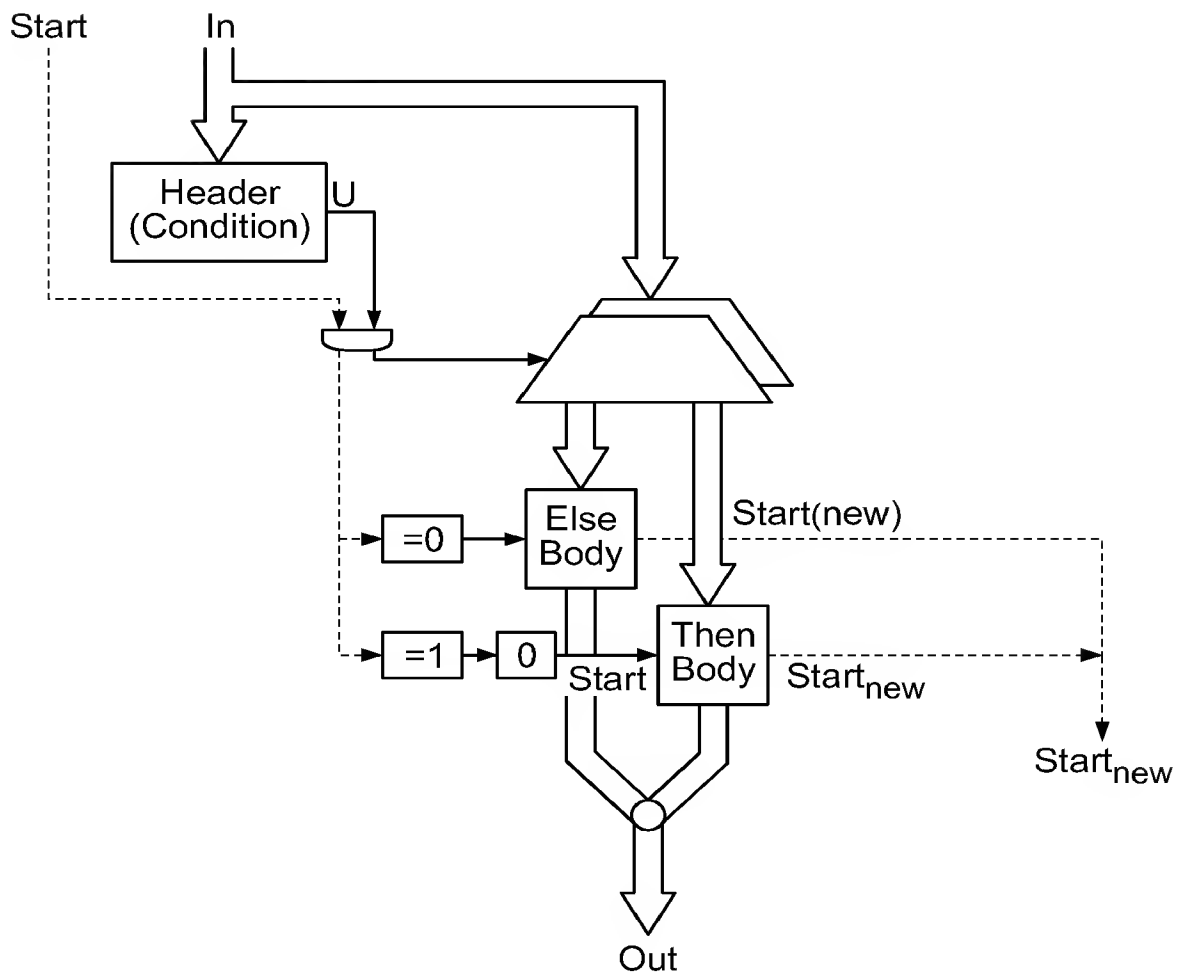 Start
In
Header
(Condition)
U
=0
Else
Body
Start(new)
=1
0
Start
Then
Body
Startnew
Startnew
Out